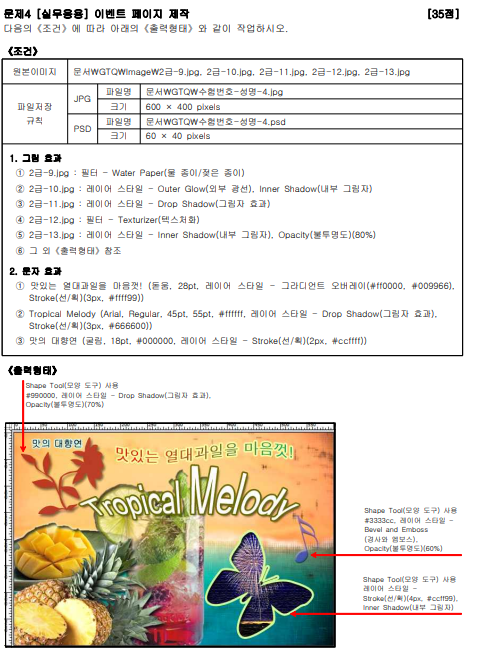 문제4 [실무응용] 이벤트 페이지 제작 [35점]
다음의 《조건》에 따라 아래의 《출력형태》와 같이 작업하시오.
《조건》
원본이미지 문서₩GTQ₩Image₩2급-9.jpg, 2급-10.jpg, 2급-11.jpg, 2급-12.jpg, 2급-13.jpg
파일저장 규칙 JPG 파일명 문서₩GTQ₩수험번호-성명-4.jpg
크기 600 × 400 pixels
PSD 파일명 문서₩GTQ₩수험번호-성명-4.psd
크기 60 × 40 pixels
1. 그림 효과
① 2급-9.jpg : 필터 - Water Paper(물 종이/젖은 종이)
② 2급-10.jpg : 레이어 스타일 - Outer Glow(외부 광선), Inner Shadow(내부 그림자)
③ 2급-11.jpg : 레이어 스타일 - Drop Shadow(그림자 효과)
④ 2급-12.jpg : 필터 - Texturizer(텍스처화)
⑤ 2급-13.jpg : 레이어 스타일 - Inner Shadow(내부 그림자), Opacity(불투명도)(80%)
⑥ 그 외 《출력형태》 참조
2. 문자 효과
① 맛있는 열대과일을 마음껏! (돋움, 28pt, 레이어 스타일 - 그라디언트 오버레이(#ff0000, #009966),
Stroke(선/획)(3px, #ffff99))
② Tropical Melody (Arial, Regular, 45pt, 55pt, #ffffff, 레이어 스타일 - Drop Shadow(그림자 효과),
Stroke(선/획)(3px, #666600))
③ 맛의 대향연 (굴림, 18pt, #000000, 레이어 스타일 - Stroke(선/획)(2px, #ccffff))
《출력형태》
Shape Tool(모양 도구) 사용
#990000, 레이어 스타일 - Drop Shadow(그림자 효과),
Opacity(불투명도)(70%)
맛의 대향연
맛있는 열대과일을 마음껏!
Tropical Melody
Shape Tool(모양 도구) 사용
#3333cc, 레이어 스타일 -
Bevel and Emboss
(경사와 엠보스),
Opacity(불투명도)(60%)
Shape Tool(모양 도구) 사용
레이어 스타일 -
Stroke(선/획)(4px, #ccff99),
Inner Shadow(내부 그림자)